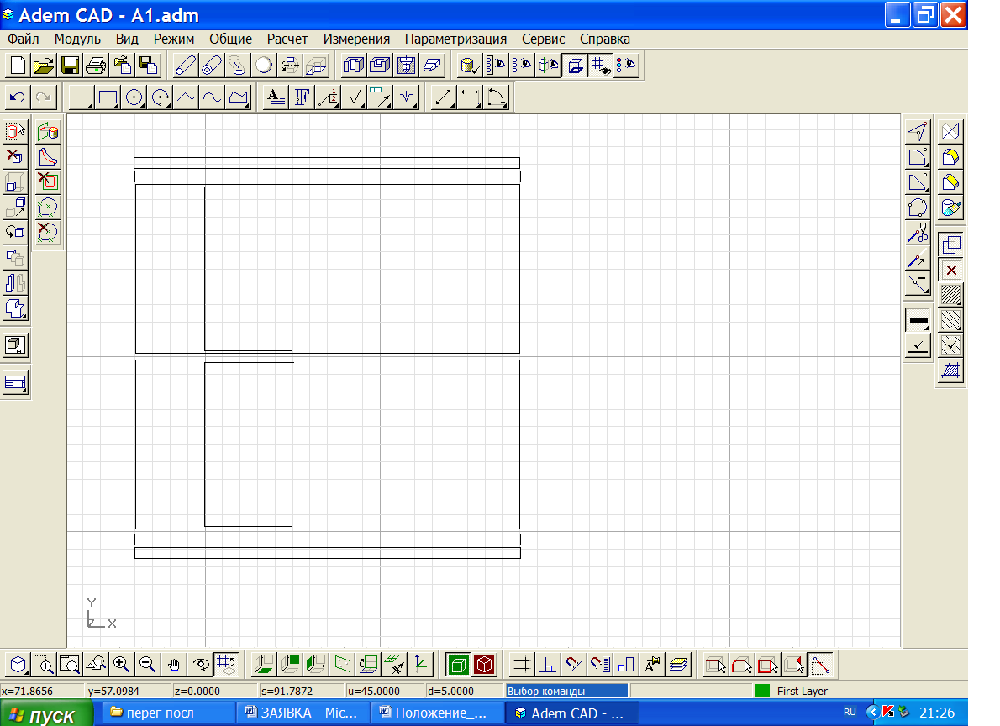 Adem CAD - A1.adm
Файл Модуль Вид Режим Общие Расчет Измерения Параметризация Сервис Справка
Y
Z X
x=71.8656 y=57.0984 z=0.0000 s=91.7872 u=45.0000 d=5.0000 Выбор команды First Layer
пуск перег посл ЗАЯВКА - Mic... Положение_... Adem CAD - ... RU 21:26